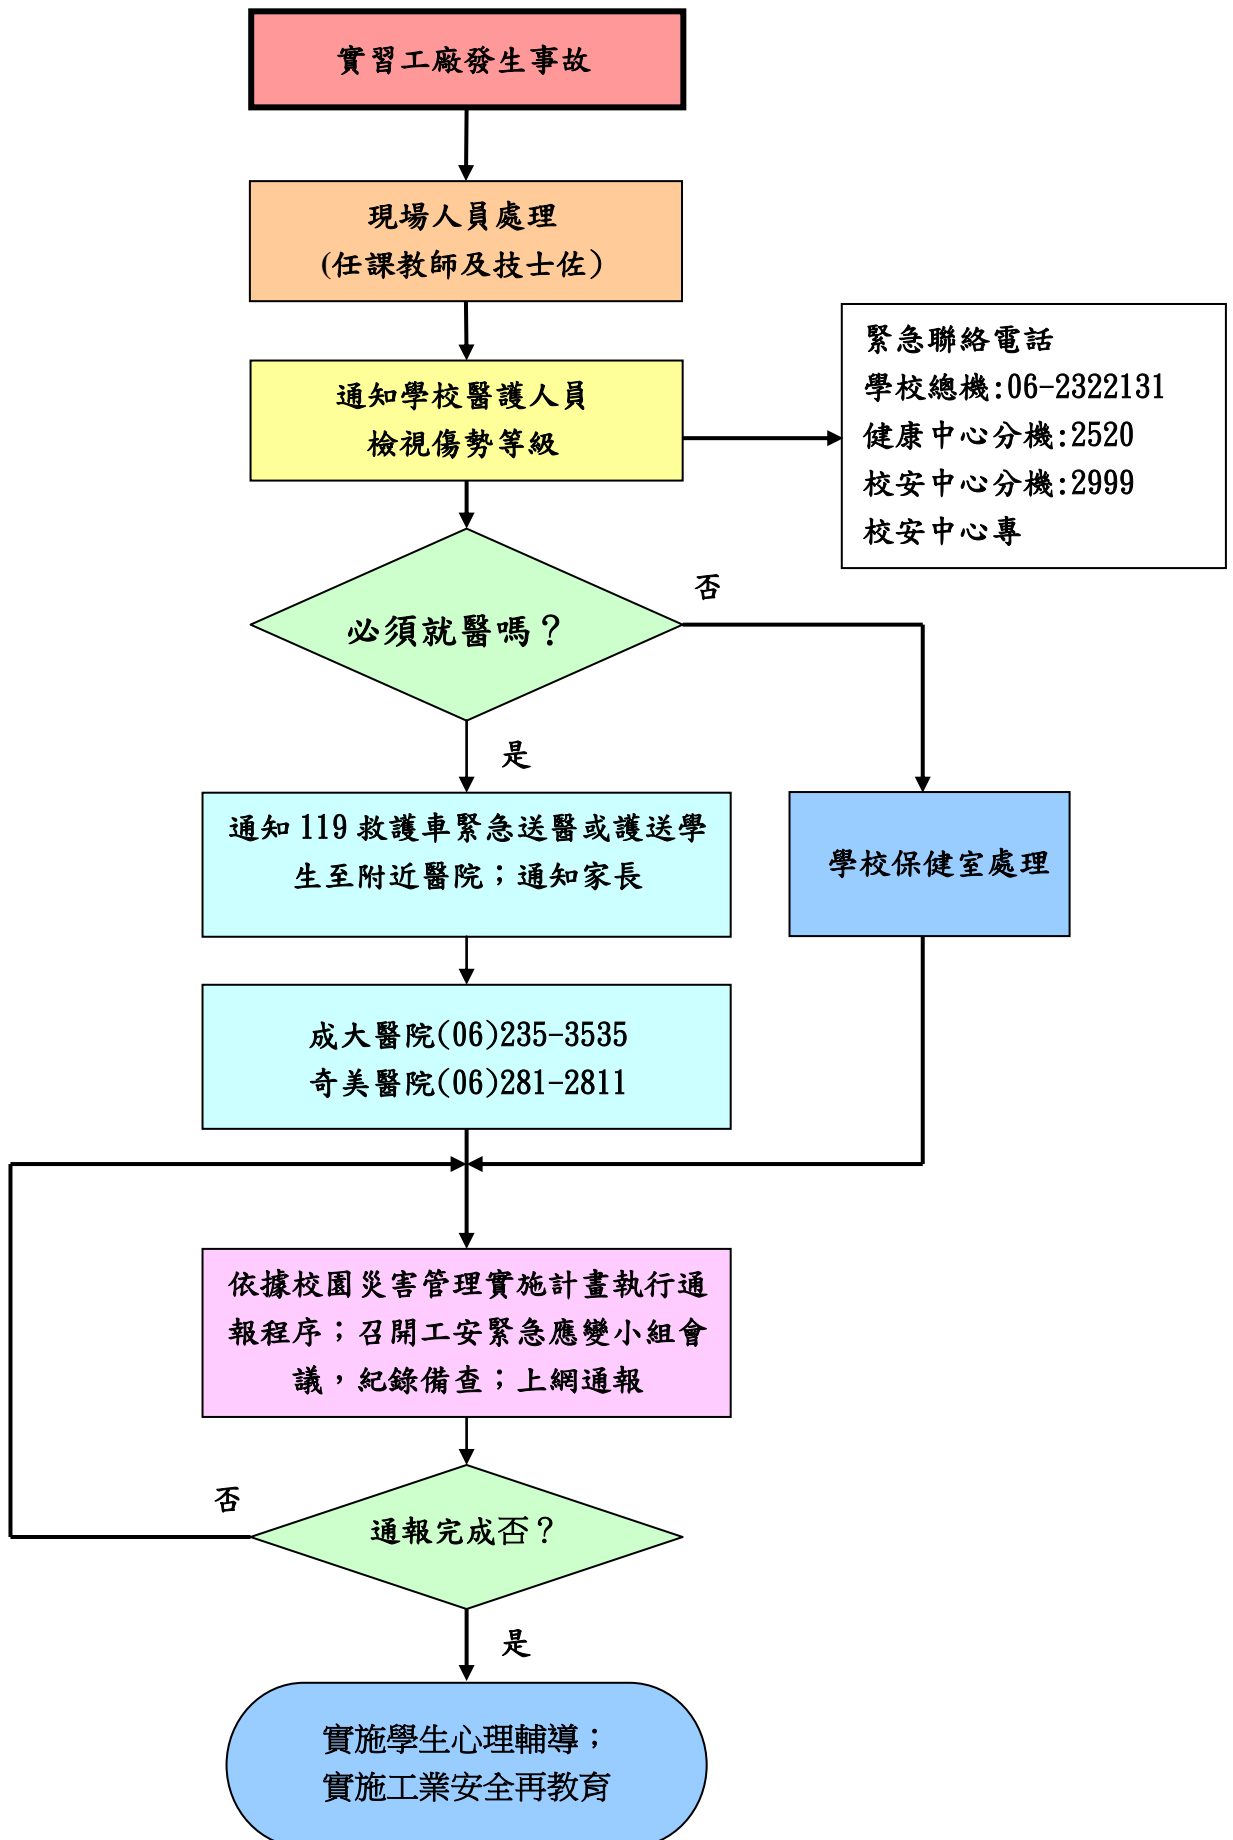 實習工廠發生事故
現場人員處理
(任課教師及技士佐)
通知學校醫護人員
檢視傷勢等級
緊急聯絡電話
學校總機:06-2322131
健康中心分機:2520
校安中心分機:2999
校安中心專
必須就醫嗎？
否
是
通知 119 救護車緊急送醫或護送學
生至附近醫院；通知家長
學校保健室處理
成大醫院(06)235-3535
奇美醫院(06)281-2811
依據校園災害管理實施計畫執行通
報程序；召開工安緊急應變小組會
議，紀錄備查；上網通報
否
通報完成否？
是
實施學生心理輔導；
實施工業安全再教育